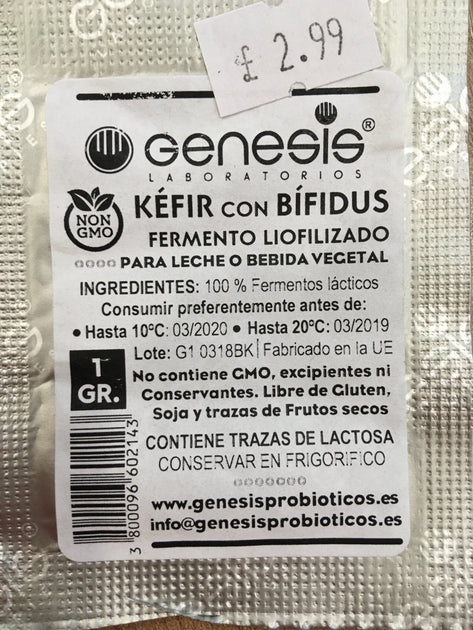 £ 2.99
Genesis®
LABORATORIOS
NON
GMO
KÉFIR CON BÍFIDUS
FERMENTO LIOFILIZADO
PARA LECHE O BEBIDA VEGETAL
INGREDIENTES: 100 % Fermentos lácticos
Consumir preferentemente antes de:
• Hasta 10ºC: 03/2020 • Hasta 20ºC: 03/2019
Lote: G1 0318BK | Fabricado en la UE
1
GR.
No contiene GMO, excipientes ni
Conservantes. Libre de Gluten,
Soja y trazas de Frutos secos
CONTIENE TRAZAS DE LACTOSA
CONSERVAR EN FRIGORIFICO
www.genesisprobioticos.es
info@genesisprobioticos.es
3 800096 602143